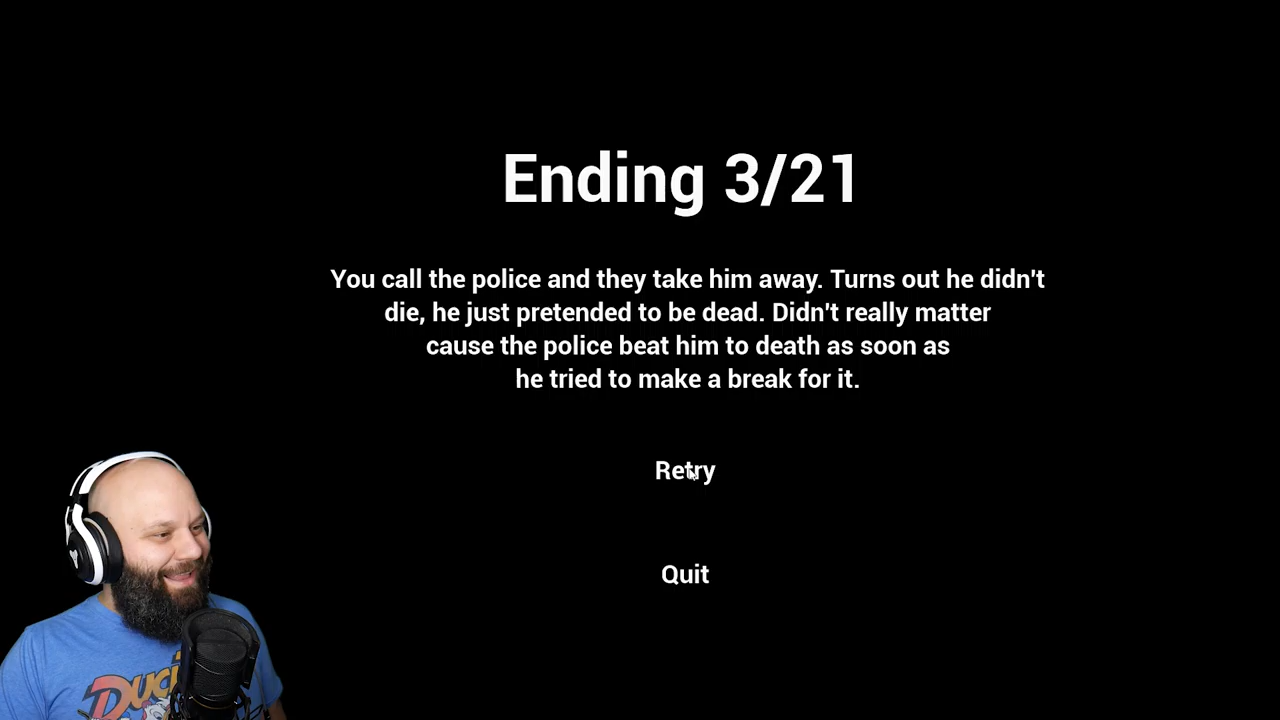 Ending 3/21
You call the police and they take him away. Turns out he didn't
die, he just pretended to be dead. Didn't really matter
cause the police beat him to death as soon as
he tried to make a break for it.
Retry
Quit